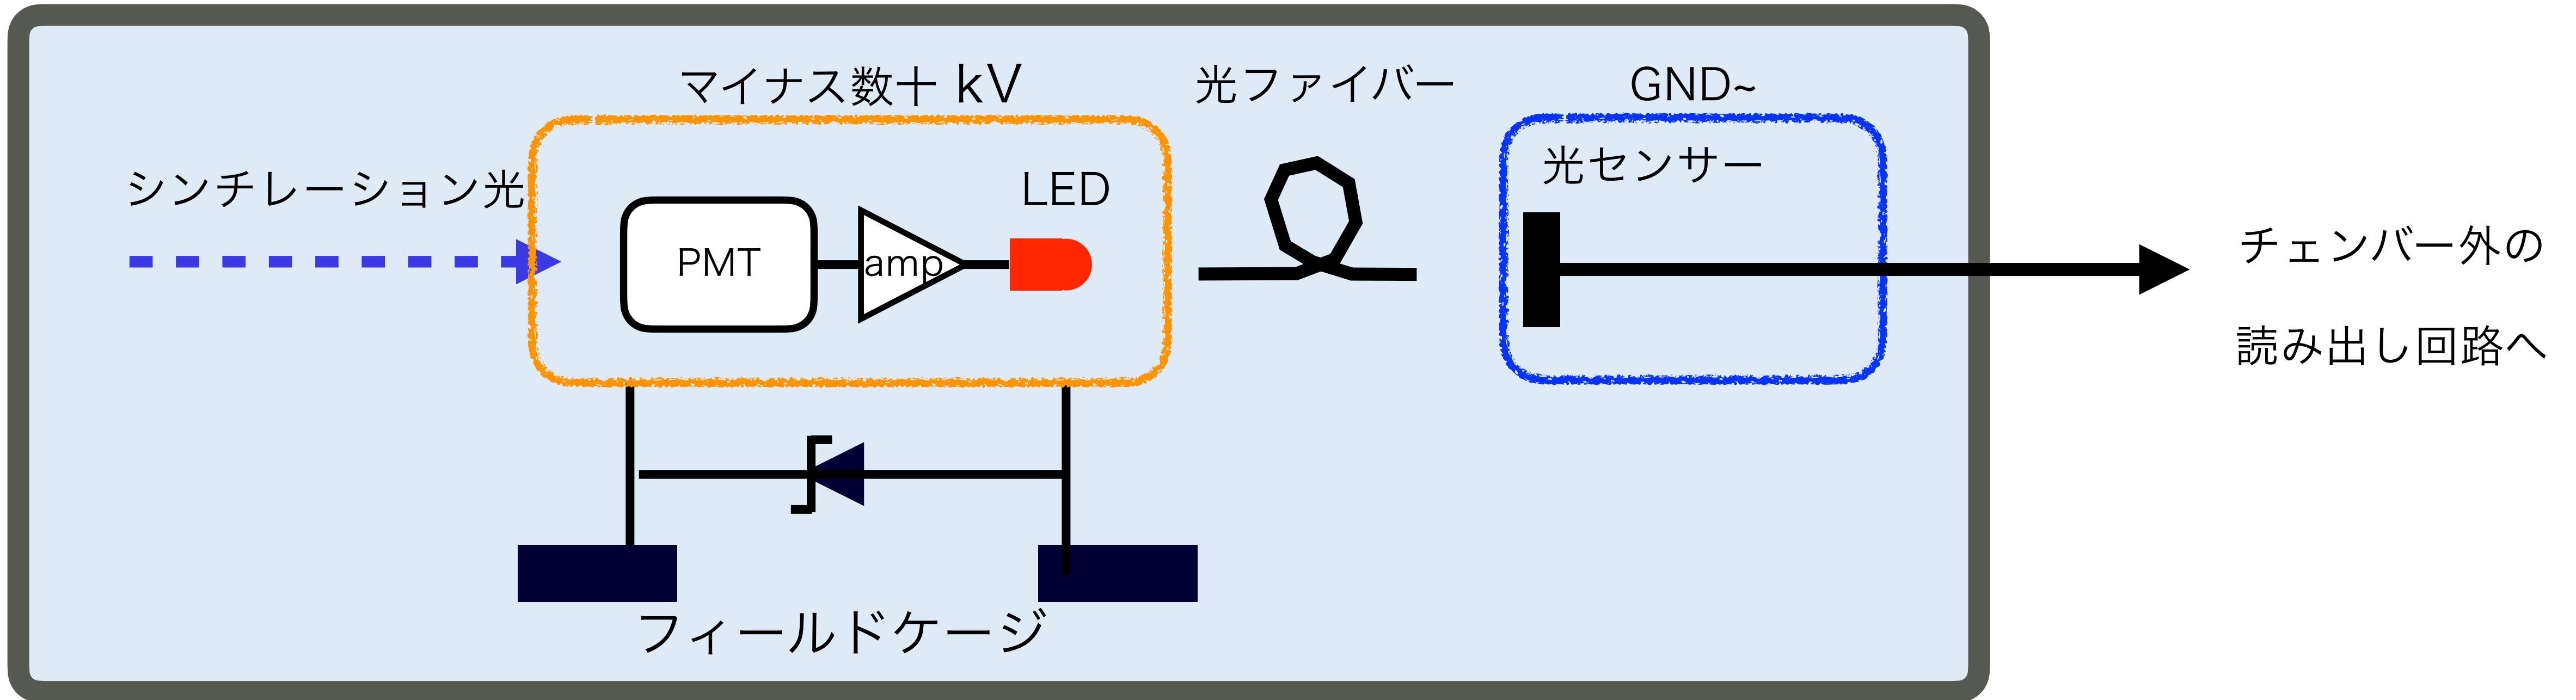 マイナス数十 kV
光ファイバー
GND~
シンチレーション光
LED
光センサー
PMT
amp
チェンバー外の
読み出し回路へ
フィールドケージ